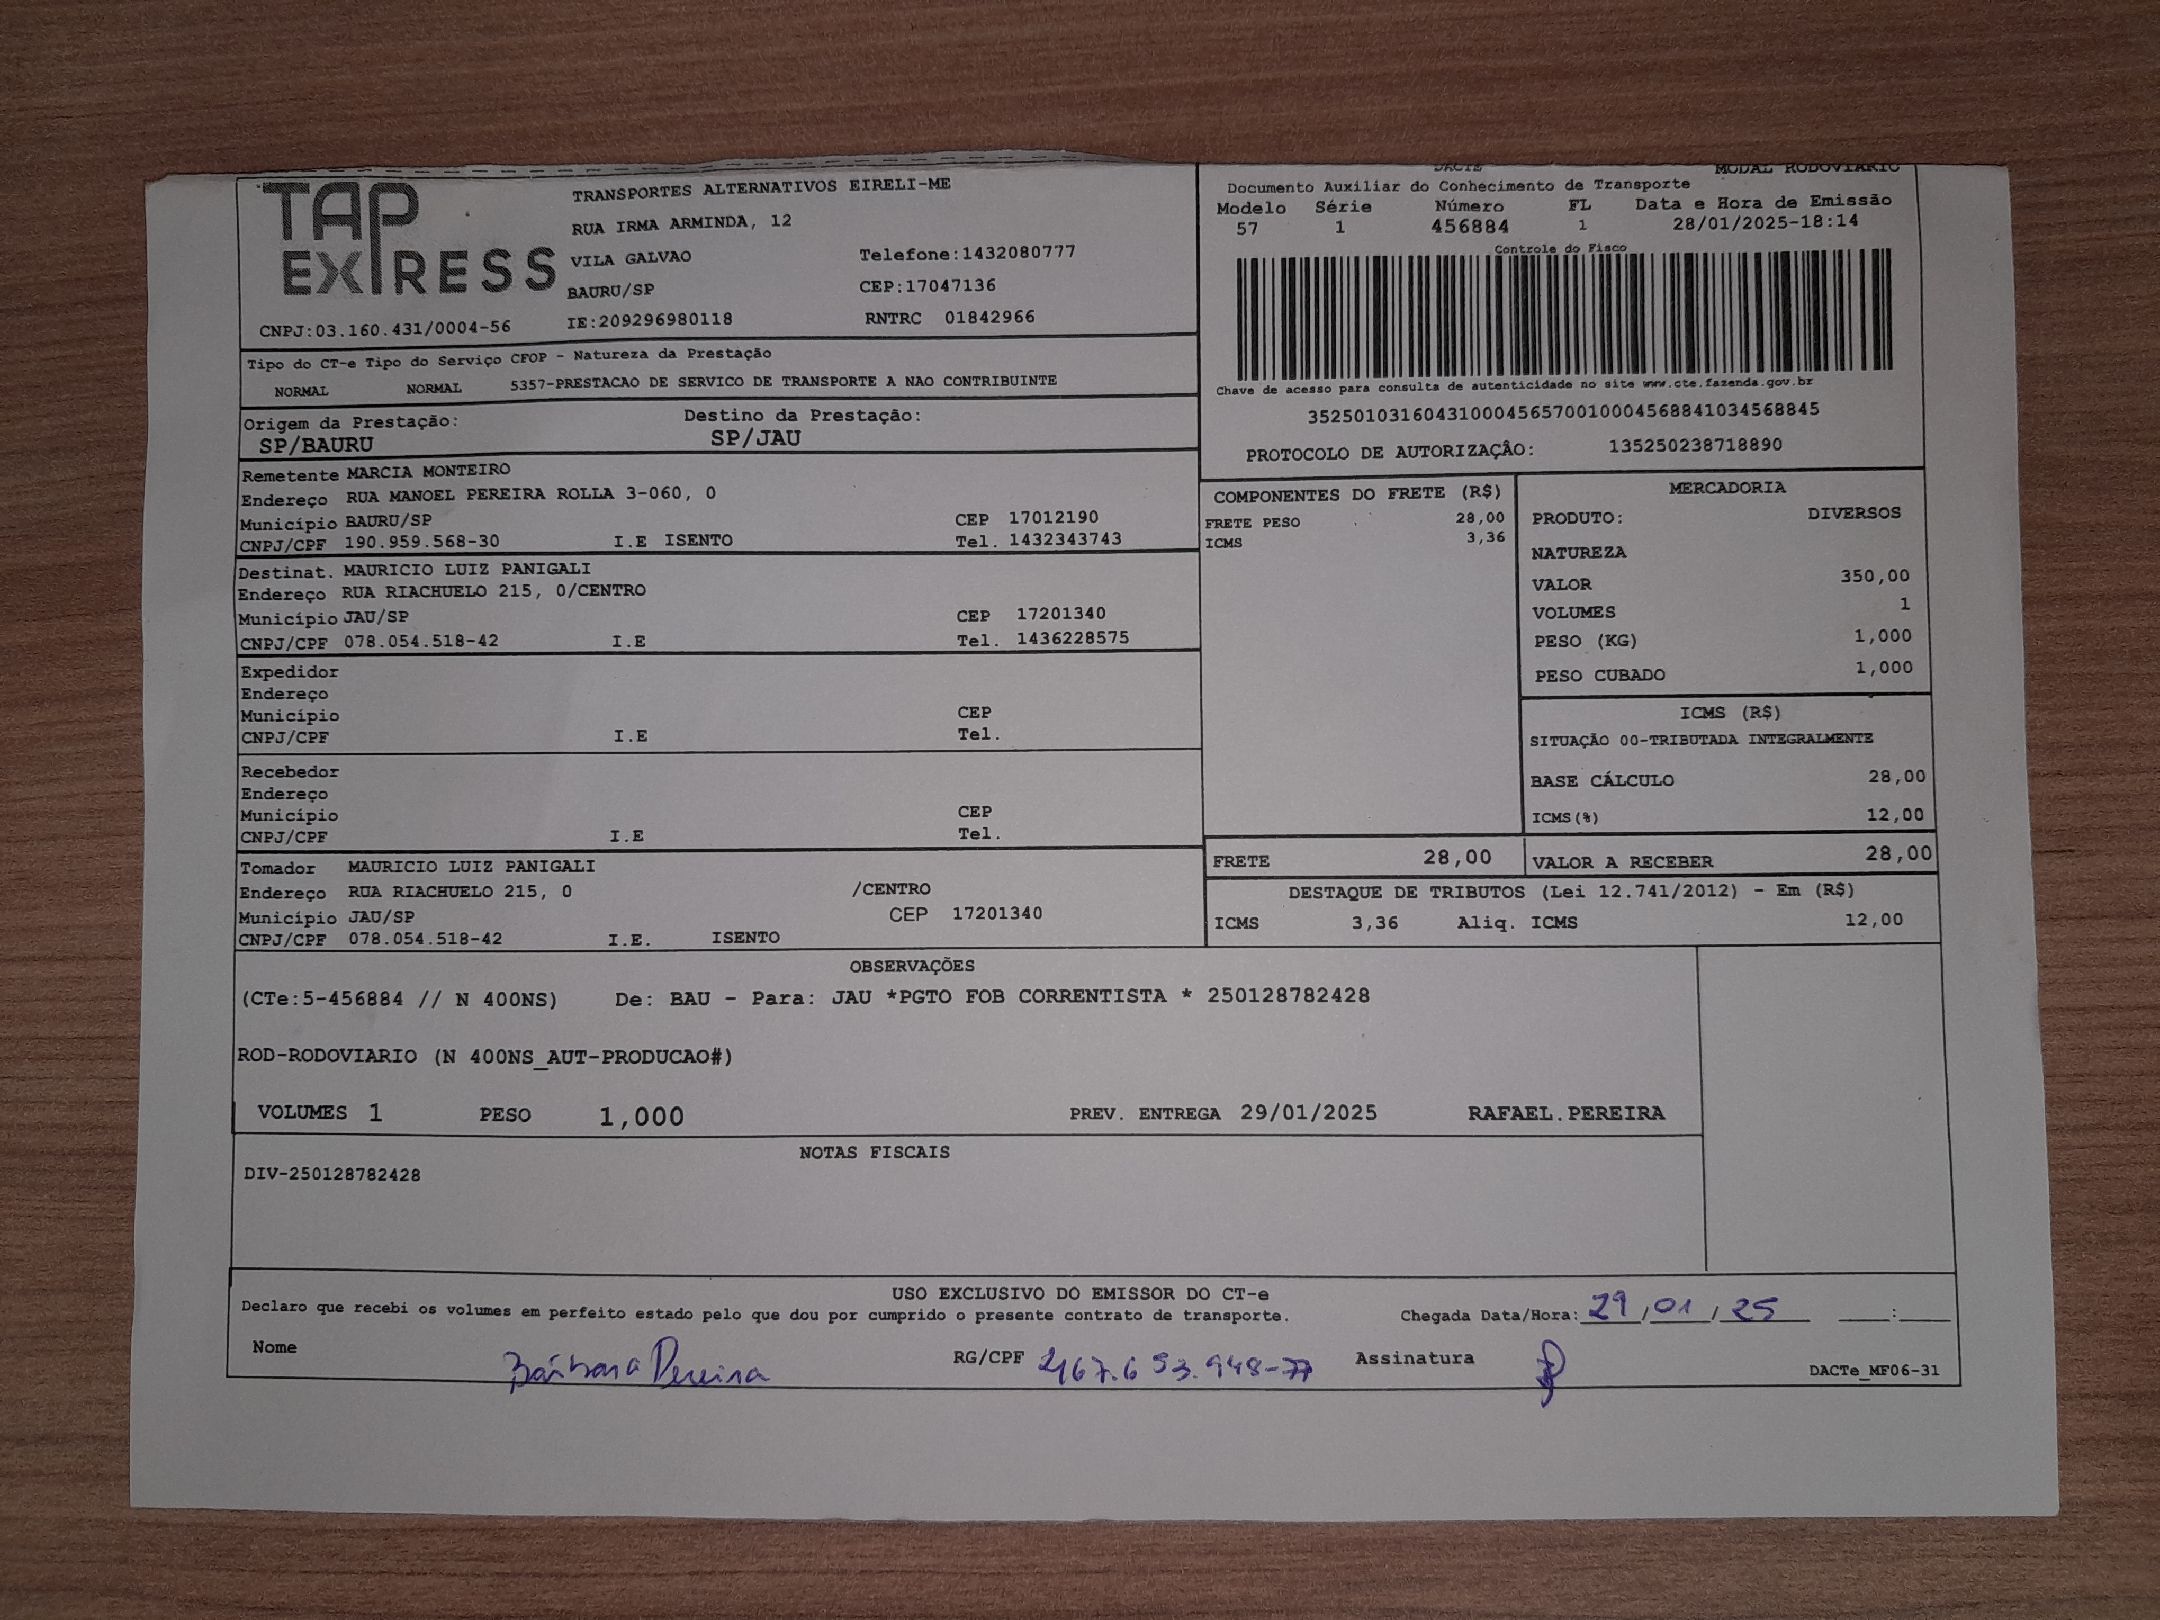 TAP EXPRESS
TRANSPORTES ALTERNATIVOS EIRELI-ME
RUA IRMA ARMINDA, 12
VILA GALVAO Telefone:1432080777
BAURU/SP CEP:17047136
CNPJ:03.160.431/0004-56 IE:209296980118 RNTRC 01842966
DACTE MODAL RODOVIARIO
Documento Auxiliar do Conhecimento de Transporte
Modelo Série Número FL Data e Hora de Emissão
57 1 456884 1 28/01/2025-18:14
Controle do Fisco
Chave de acesso para consulta de autenticidade no site www.cte.fazenda.gov.br
35250103160431000456570010004568841034568845
PROTOCOLO DE AUTORIZAÇÂO: 135250238718890
Tipo do CT-e Tipo do Serviço CFOP - Natureza da Prestação
NORMAL NORMAL 5357-PRESTACAO DE SERVICO DE TRANSPORTE A NAO CONTRIBUINTE
Origem da Prestação: Destino da Prestação:
SP/BAURU SP/JAU
Remetente MARCIA MONTEIRO
Endereço RUA MANOEL PEREIRA ROLLA 3-060, 0
Município BAURU/SP CEP 17012190
CNPJ/CPF 190.959.568-30 I.E ISENTO Tel. 1432343743
Destinat. MAURICIO LUIZ PANIGALI
Endereço RUA RIACHUELO 215, 0/CENTRO
Município JAU/SP CEP 17201340
CNPJ/CPF 078.054.518-42 I.E Tel. 1436228575
Expedidor
Endereço
Município CEP
CNPJ/CPF I.E Tel.
Recebedor
Endereço
Município CEP
CNPJ/CPF I.E Tel.
Tomador MAURICIO LUIZ PANIGALI
Endereço RUA RIACHUELO 215, 0 /CENTRO
Município JAU/SP CEP 17201340
CNPJ/CPF 078.054.518-42 I.E. ISENTO
COMPONENTES DO FRETE (R$)
FRETE PESO 28,00
ICMS 3,36
MERCADORIA
PRODUTO: DIVERSOS
NATUREZA
VALOR 350,00
VOLUMES 1
PESO (KG) 1,000
PESO CUBADO 1,000
ICMS (R$)
SITUAÇÃO 00-TRIBUTADA INTEGRALMENTE
BASE CÁLCULO 28,00
ICMS(%) 12,00
FRETE 28,00 VALOR A RECEBER 28,00
DESTAQUE DE TRIBUTOS (Lei 12.741/2012) - Em (R$)
ICMS 3,36 Aliq. ICMS 12,00
OBSERVAÇÕES
(CTe:5-456884 // N 400NS) De: BAU - Para: JAU *PGTO FOB CORRENTISTA * 250128782428
ROD-RODOVIARIO (N 400NS_AUT-PRODUCAO#)
VOLUMES 1 PESO 1,000 PREV. ENTREGA 29/01/2025 RAFAEL.PEREIRA
NOTAS FISCAIS
DIV-250128782428
USO EXCLUSIVO DO EMISSOR DO CT-e
Declaro que recebi os volumes em perfeito estado pelo que dou por cumprido o presente contrato de transporte. Chegada Data/Hora: 29/01/25 ____:____
Nome Bárbara Pereira RG/CPF 467.653.948-77 Assinatura
DACTe_MF06-31